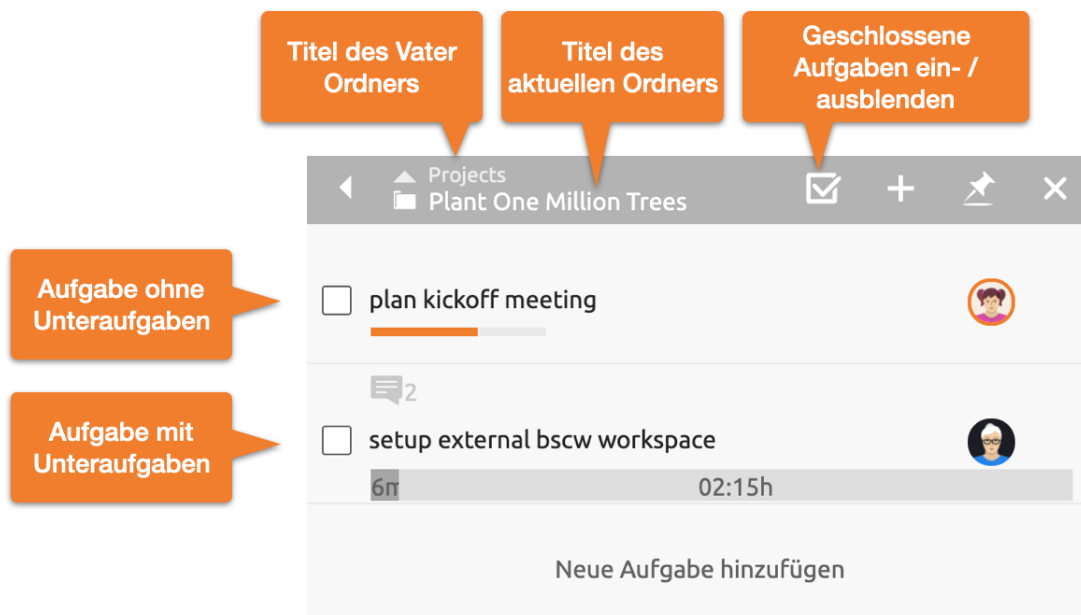 Titel des Vater
Ordners
Titel des
aktuellen Ordners
Geschlossene
Aufgaben ein- /
ausblenden
Projects
Plant One Million Trees
Aufgabe ohne
Unteraufgaben
plan kickoff meeting
2
Aufgabe mit
Unteraufgaben
setup external bscw workspace
6m 02:15h
Neue Aufgabe hinzufügen